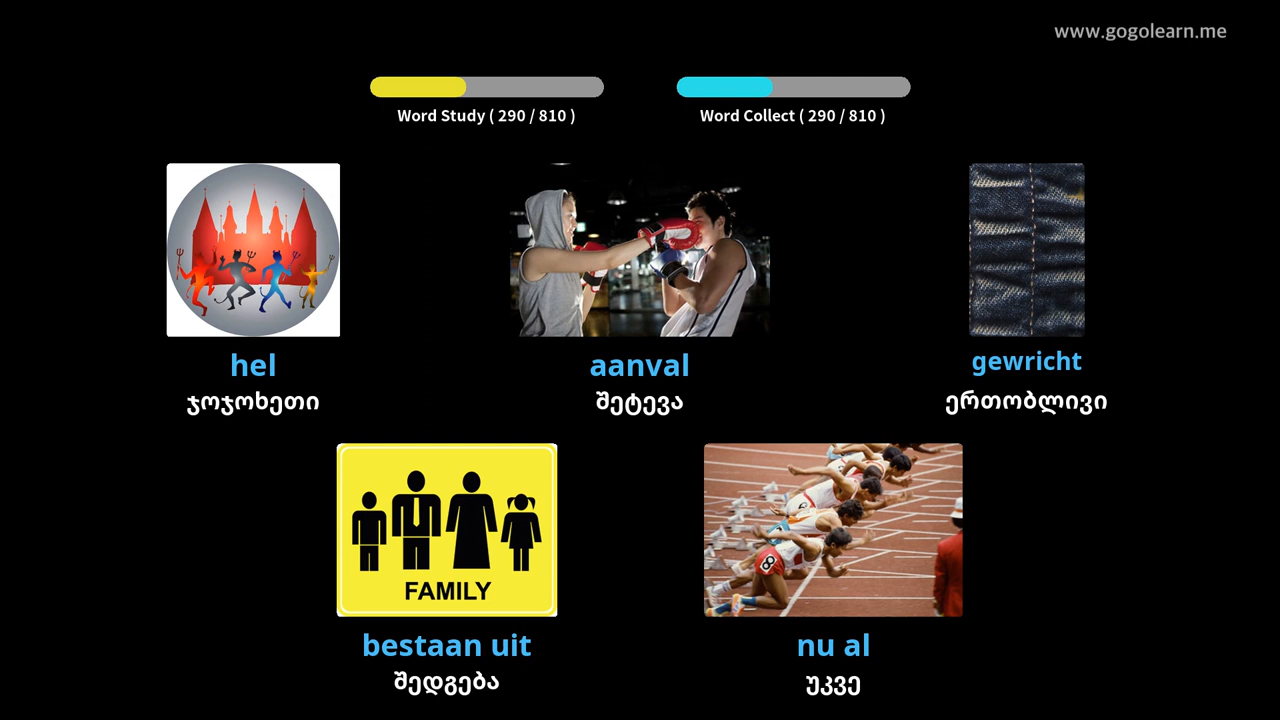 www.gogolearn.me
Word Study ( 290 / 810 )
Word Collect ( 290 / 810 )
hel
ჯოჯოხეთი
aanval
შეტევა
gewricht
ერთობლივი
FAMILY
bestaan uit
შედგება
nu al
უკვე